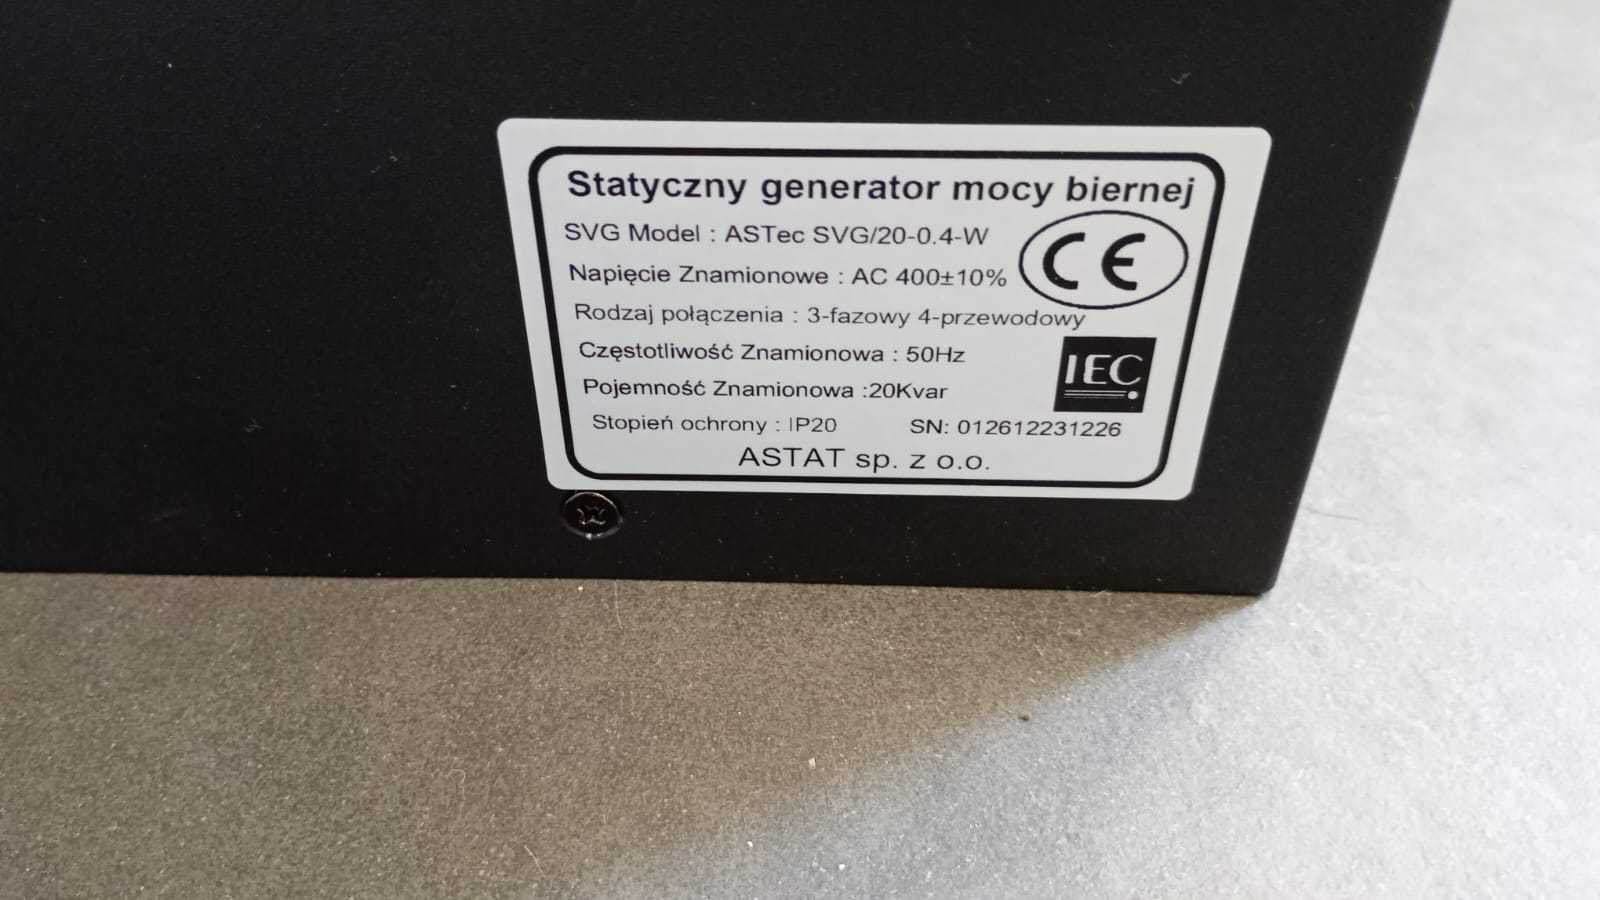 Statyczny generator mocy biernej
SVG Model : ASTec SVG/20-0.4-W
CE
Napięcie Znamionowe : AC 400±10%
Rodzaj połączenia : 3-fazowy 4-przewodowy
Częstotliwość Znamionowa : 50Hz
IEC
Pojemność Znamionowa :20Kvar
Stopień ochrony : IP20 SN: 012612231226
ASTAT sp. z o.o.